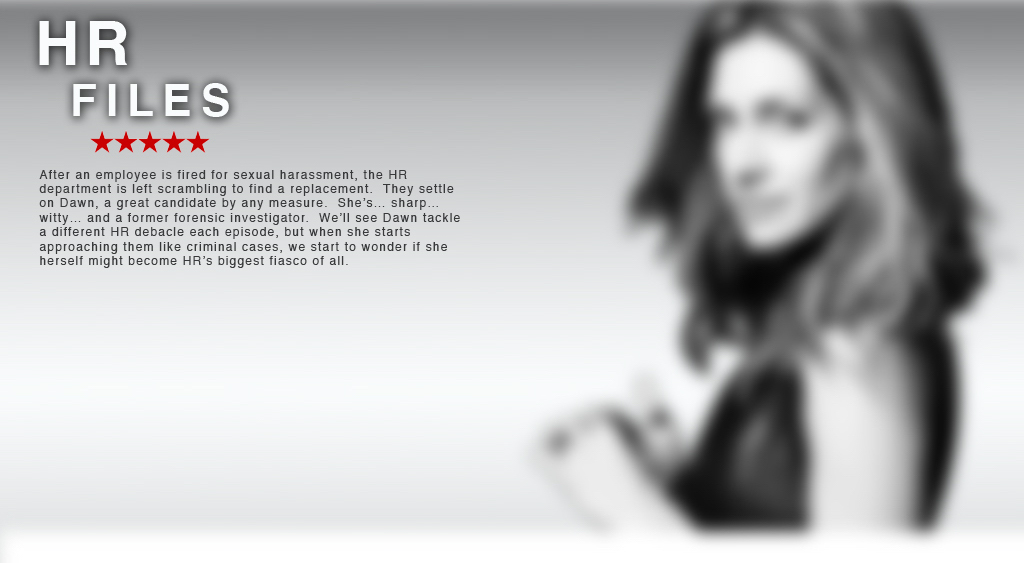 HR
FILES
After an employee is fired for sexual harassment, the HR
department is left scrambling to find a replacement.  They settle
on Dawn, a great candidate by any measure.  She's... sharp...
witty... and a former forensic investigator.  We'll see Dawn tackle
a different HR debacle each episode, but when she starts
approaching them like criminal cases, we start to wonder if she
herself might become HR's biggest fiasco of all.